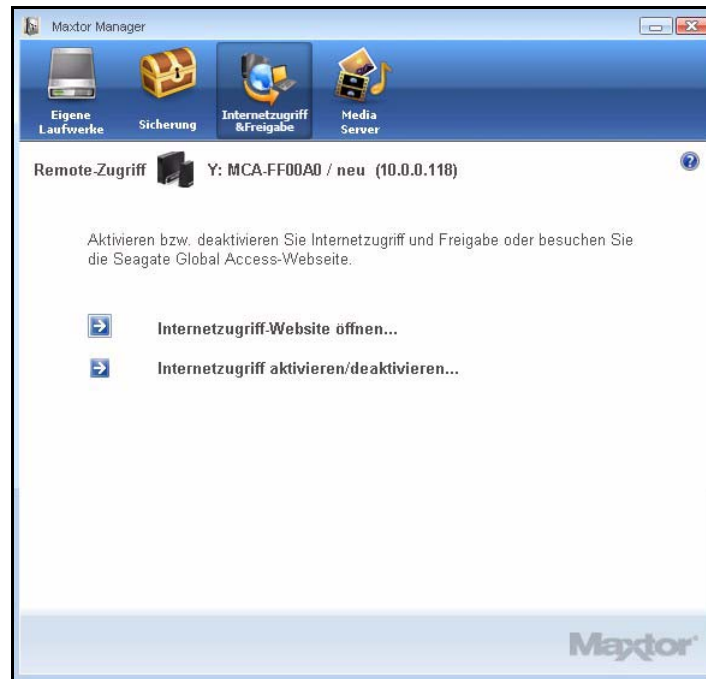 Maxtor Manager
Eigene
Laufwerke
Sicherung
Internetzugriff
&Freigabe
Media
Server
Remote-Zugriff Y: MCA-FF00A0 / neu (10.0.0.118)
Aktivieren bzw. deaktivieren Sie Internetzugriff und Freigabe oder besuchen Sie
die Seagate Global Access-Webseite.
Internetzugriff-Website öffnen...
Internetzugriff aktivieren/deaktivieren...
Maxtor